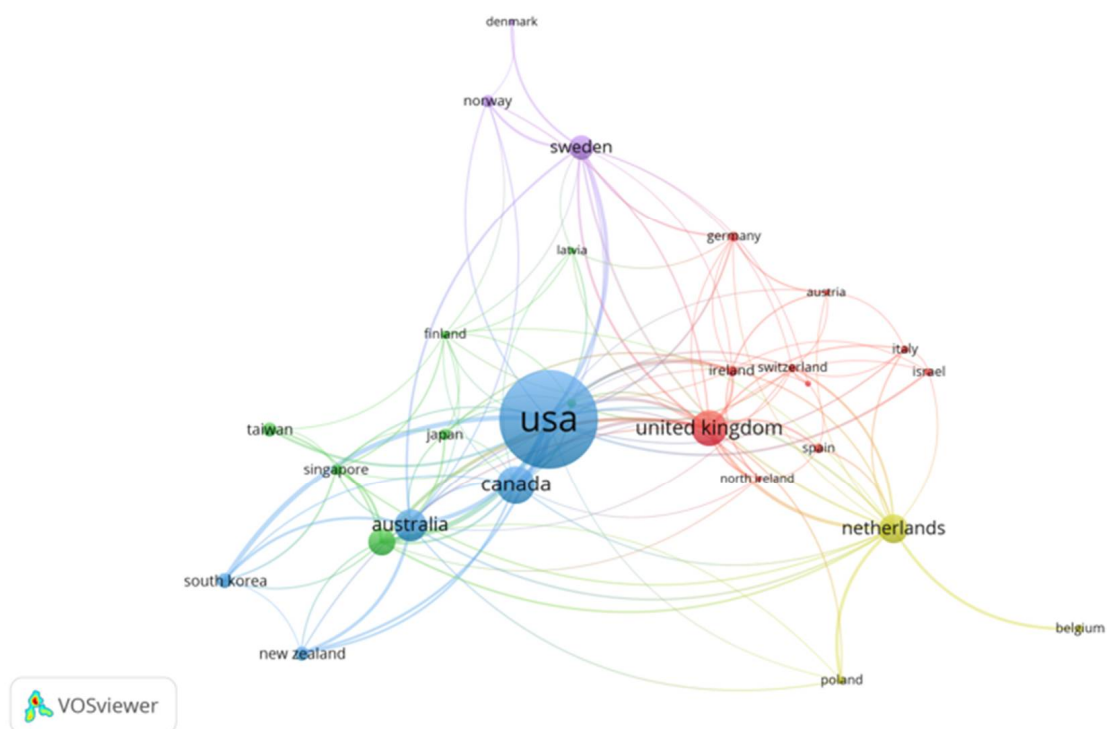 denmark
norway
sweden
germany
latvia
austria
finland
italy
ireland
switzerland
israel
usa
united kingdom
taiwan
japan
spain
singapore
north ireland
canada
australia
netherlands
south korea
belgium
new zealand
poland
VOSviewer